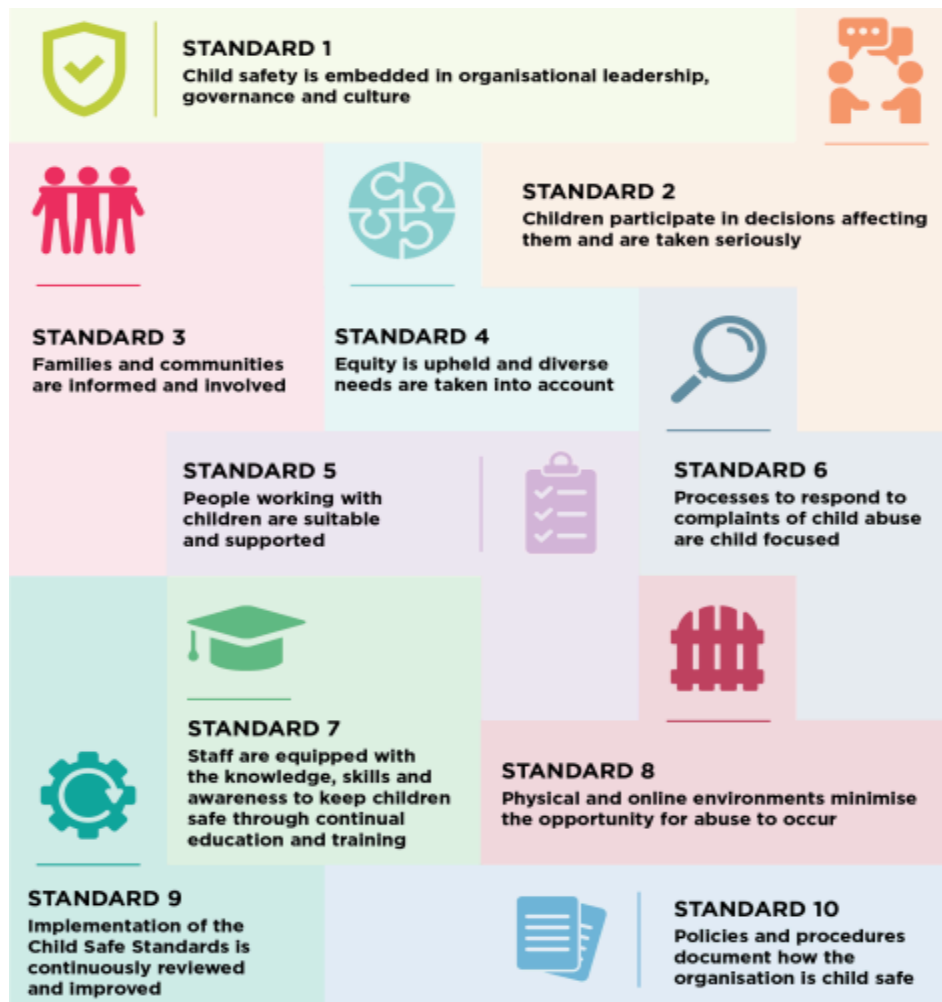 STANDARD 1
Child safety is embedded in organisational leadership,
governance and culture
STANDARD 2
Children participate in decisions affecting
them and are taken seriously
STANDARD 3
Families and communities
are informed and involved
STANDARD 4
Equity is upheld and diverse
needs are taken into account
STANDARD 5
People working with
children are suitable
and supported
STANDARD 6
Processes to respond to
complaints of child abuse
are child focused
STANDARD 7
Staff are equipped with
the knowledge, skills and
awareness to keep children
safe through continual
education and training
STANDARD 8
Physical and online environments minimise
the opportunity for abuse to occur
STANDARD 9
Implementation of the
Child Safe Standards is
continuously reviewed
and improved
STANDARD 10
Policies and procedures
document how the
organisation is child safe